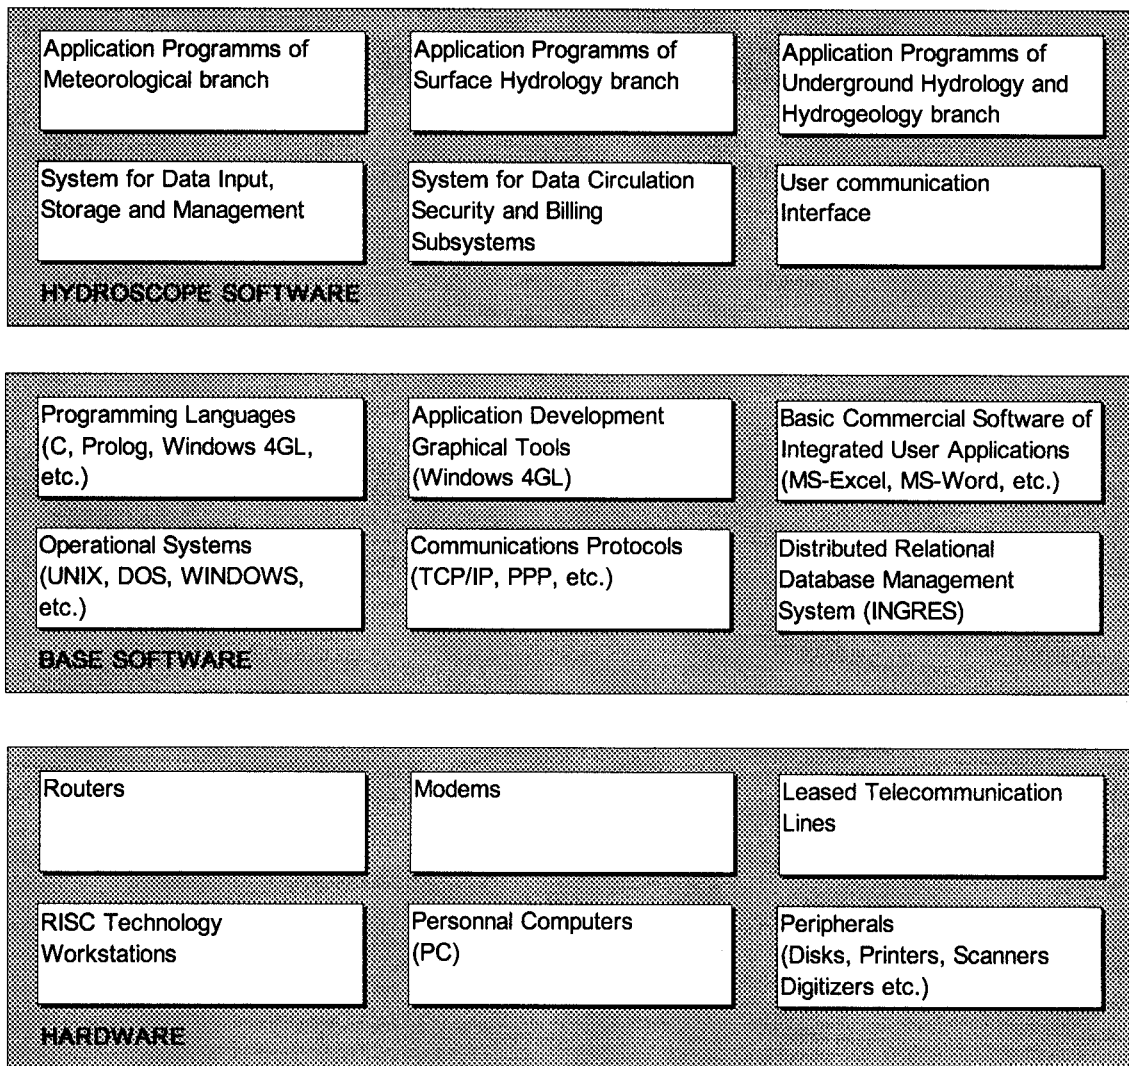 Application Programms of
Meteorological branch
Application Programms of
Surface Hydrology branch
Application Programms of
Underground Hydrology and
Hydrogeology branch
System for Data Input,
Storage and Management
System for Data Circulation
Security and Billing
Subsystems
User communication
Interface
HYDROSCOPE SOFTWARE
Programming Languages
(C, Prolog, Windows 4GL,
etc.)
Application Development
Graphical Tools
(Windows 4GL)
Basic Commercial Software of
Integrated User Applications
(MS-Excel, MS-Word, etc.)
Operational Systems
(UNIX, DOS, WINDOWS,
etc.)
Communications Protocols
(TCP/IP, PPP, etc.)
Distributed Relational
Database Management
System (INGRES)
BASE SOFTWARE
Routers
Modems
Leased Telecommunication
Lines
RISC Technology
Workstations
Personnal Computers
(PC)
Peripherals
(Disks, Printers, Scanners
Digitizers etc.)
HARDWARE